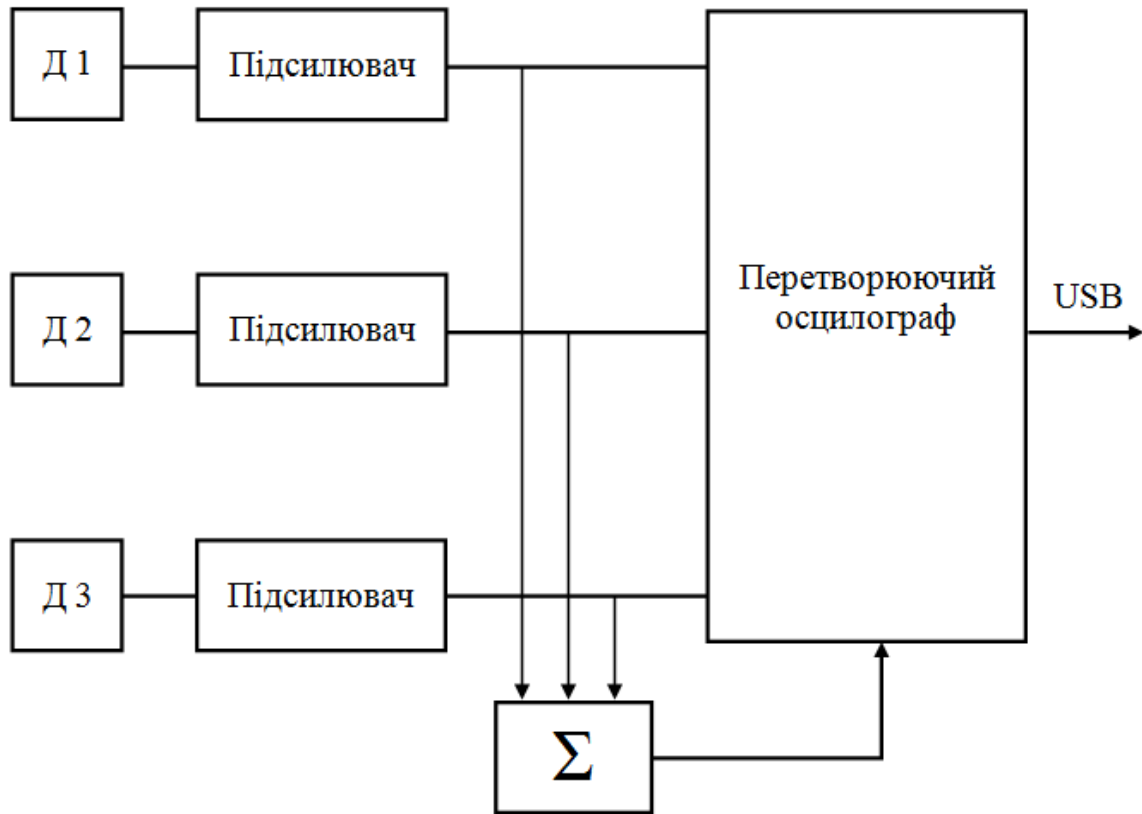 Д 1
Підсилювач
Д 2
Підсилювач
Перетворюючий
осцилограф
USB
Д 3
Підсилювач
Σ